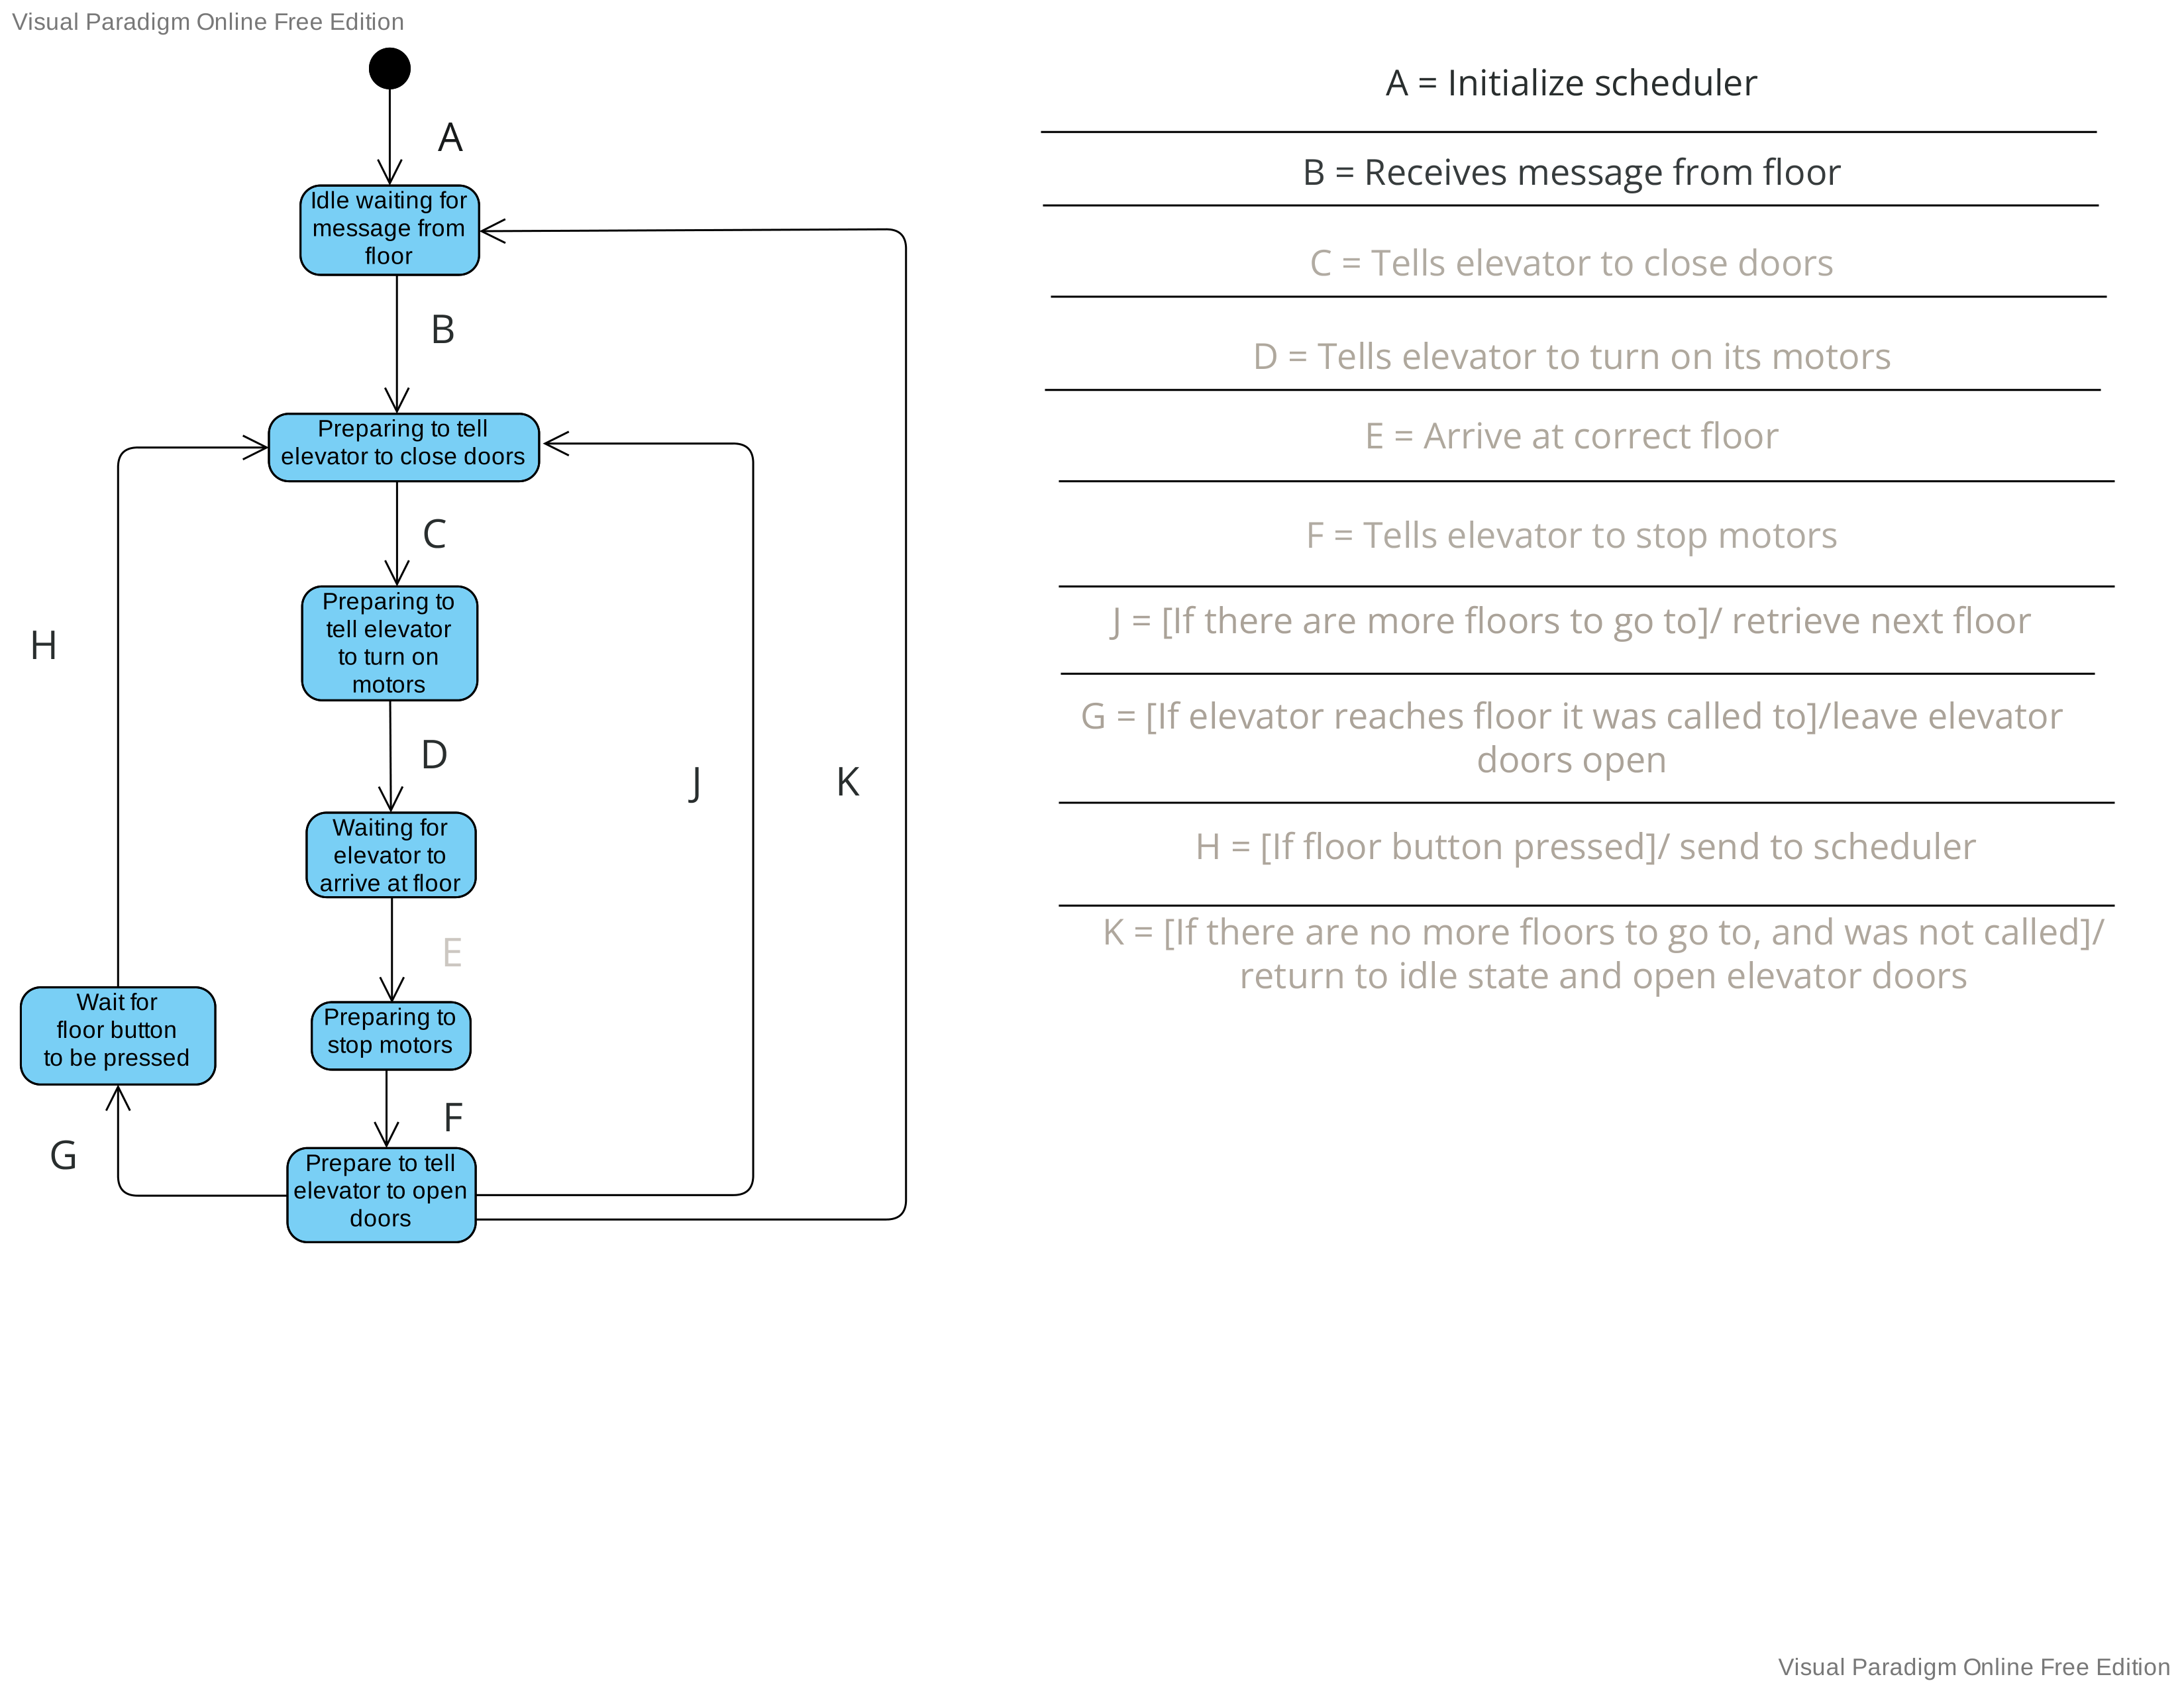 Visual Paradigm Online Free Edition
A
Idle waiting for
message from
floor
B
Preparing to tell
elevator to close doors
C
Preparing to
tell elevator
to turn on
motors
H
D
J
K
Waiting for
elevator to
arrive at floor
E
Wait for
floor button
to be pressed
Preparing to
stop motors
F
G
Prepare to tell
elevator to open
doors
A = Initialize scheduler
B = Receives message from floor
C = Tells elevator to close doors
D = Tells elevator to turn on its motors
E = Arrive at correct floor
F = Tells elevator to stop motors
J = [If there are more floors to go to]/ retrieve next floor
G = [If elevator reaches floor it was called to]/leave elevator
doors open
H = [If floor button pressed]/ send to scheduler
K = [If there are no more floors to go to, and was not called]/
return to idle state and open elevator doors
Visual Paradigm Online Free Edition